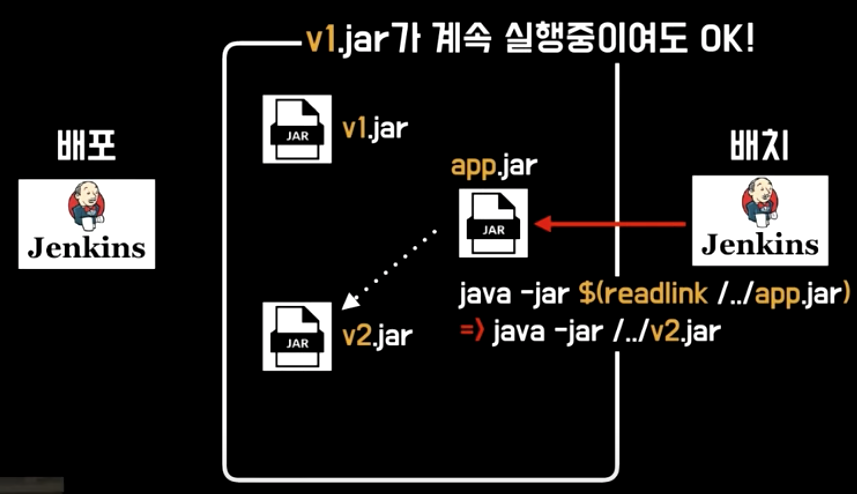 v1.jar가 계속 실행중이여도 OK!
JAR
v1.jar
배포
Jenkins
app.jar
JAR
배치
Jenkins
java -jar $(readlink /../app.jar)
=> java -jar /../v2.jar
JAR
v2.jar